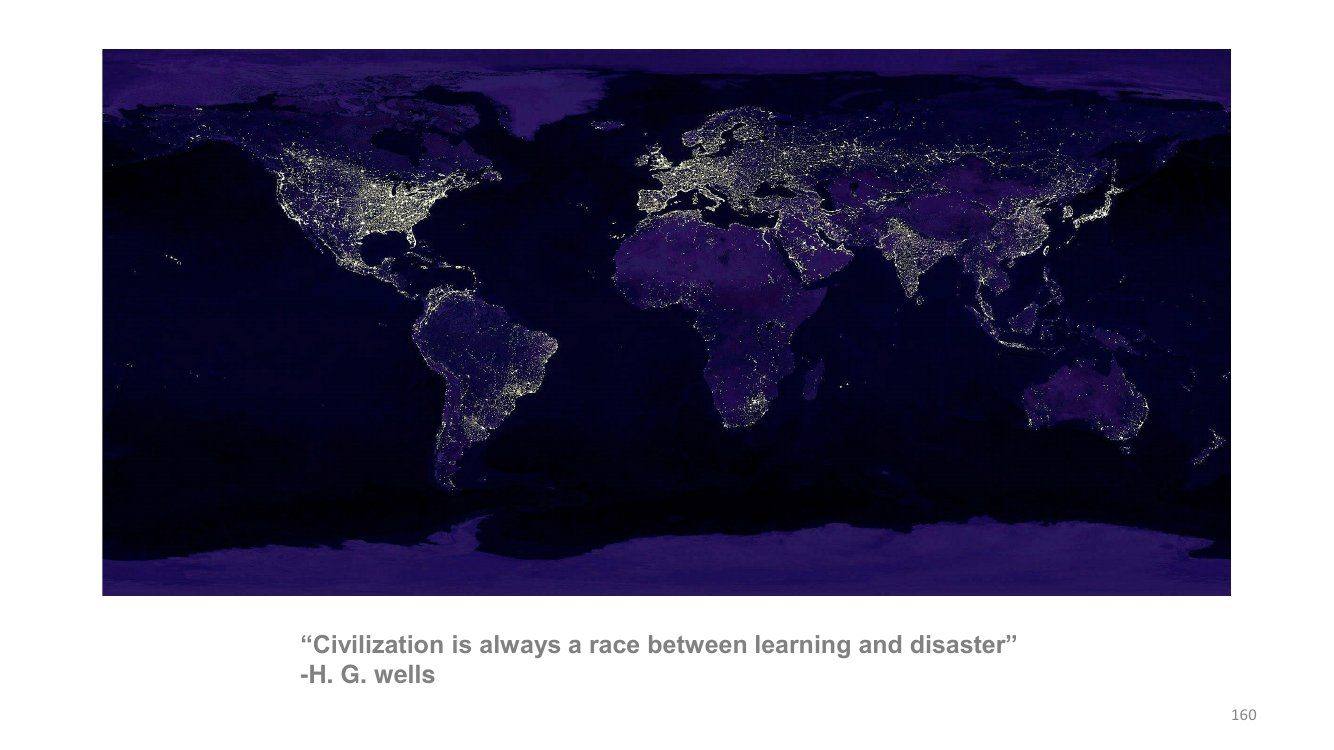 “Civilization is always a race between learning and disaster”
-H. G. wells
160